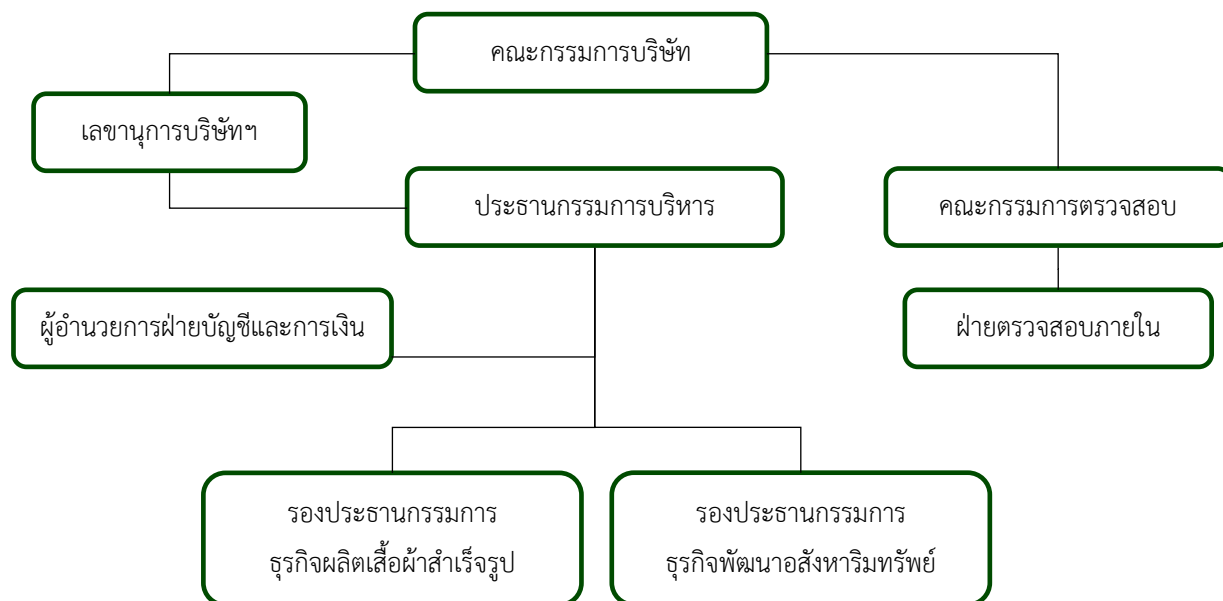 คณะกรรมการบริษัท
เลขานุการบริษัทฯ
ประธานกรรมการบริหาร
คณะกรรมการตรวจสอบ
ผู้อำนวยการฝ่ายบัญชีและการเงิน
ฝ่ายตรวจสอบภายใน
รองประธานกรรมการ
ธุรกิจผลิตเสื้อผ้าสำเร็จรูป
รองประธานกรรมการ
ธุรกิจพัฒนาอสังหาริมทรัพย์